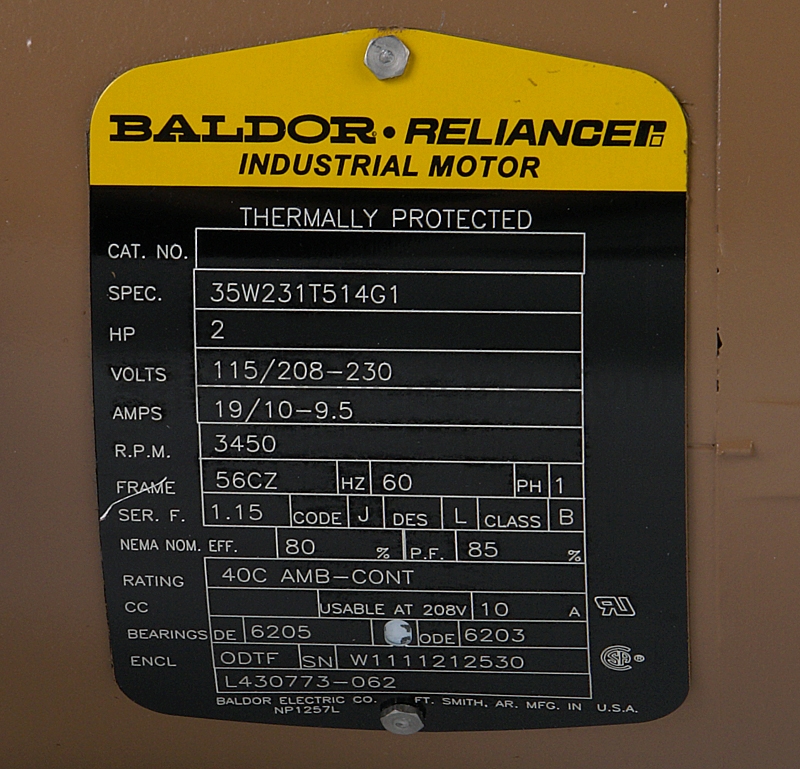 BALDOR® • RELIANCER
INDUSTRIAL MOTOR
THERMALLY PROTECTED
CAT. NO.
SPEC. 35W231T514G1
HP 2
VOLTS 115/208-230
AMPS 19/10-9.5
R.P.M. 3450
FRAME 56CZ HZ 60 PH 1
SER. F. 1.15 CODE J DES L CLASS B
NEMA NOM. EFF. 80 % P.F. 85 %
RATING 40C AMB-CONT
CC USABLE AT 208V 10 A
BEARINGS DE 6205 ODE 6203
ENCL ODTF SN W1111212530
L430773-062
BALDOR ELECTRIC CO. FT. SMITH, AR. MFG. IN U.S.A.
NP1257L